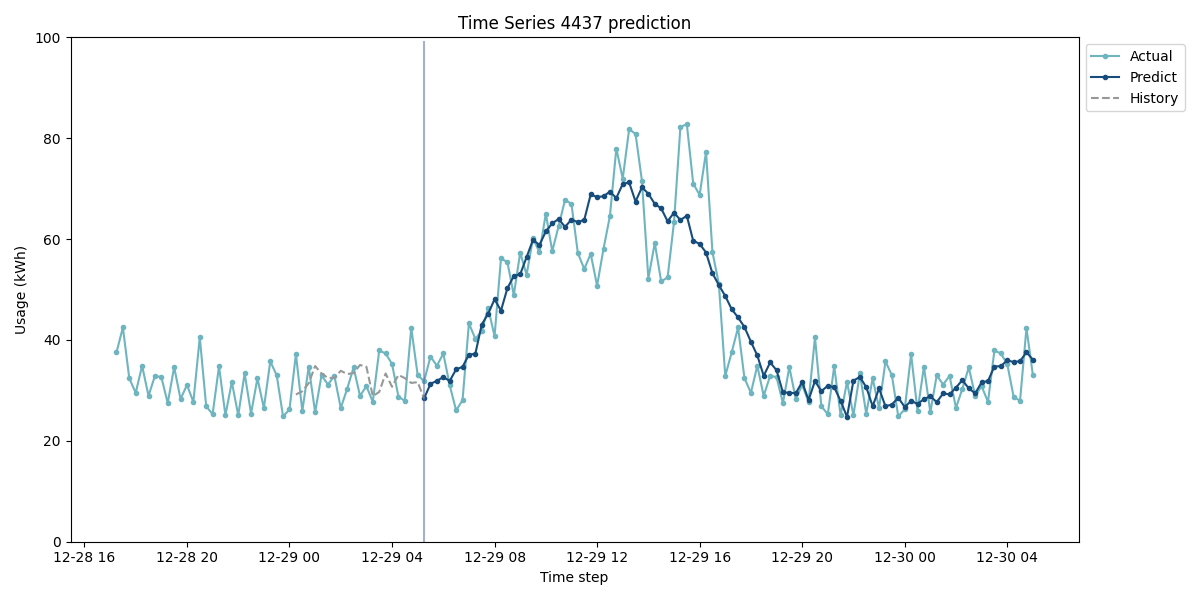 Time Series 4437 prediction
100
80
60
40
20
0
Usage (kWh)
12-28 16
12-28 20
12-29 00
12-29 04
12-29 08
12-29 12
12-29 16
12-29 20
12-30 00
12-30 04
Time step
Actual
Predict
History